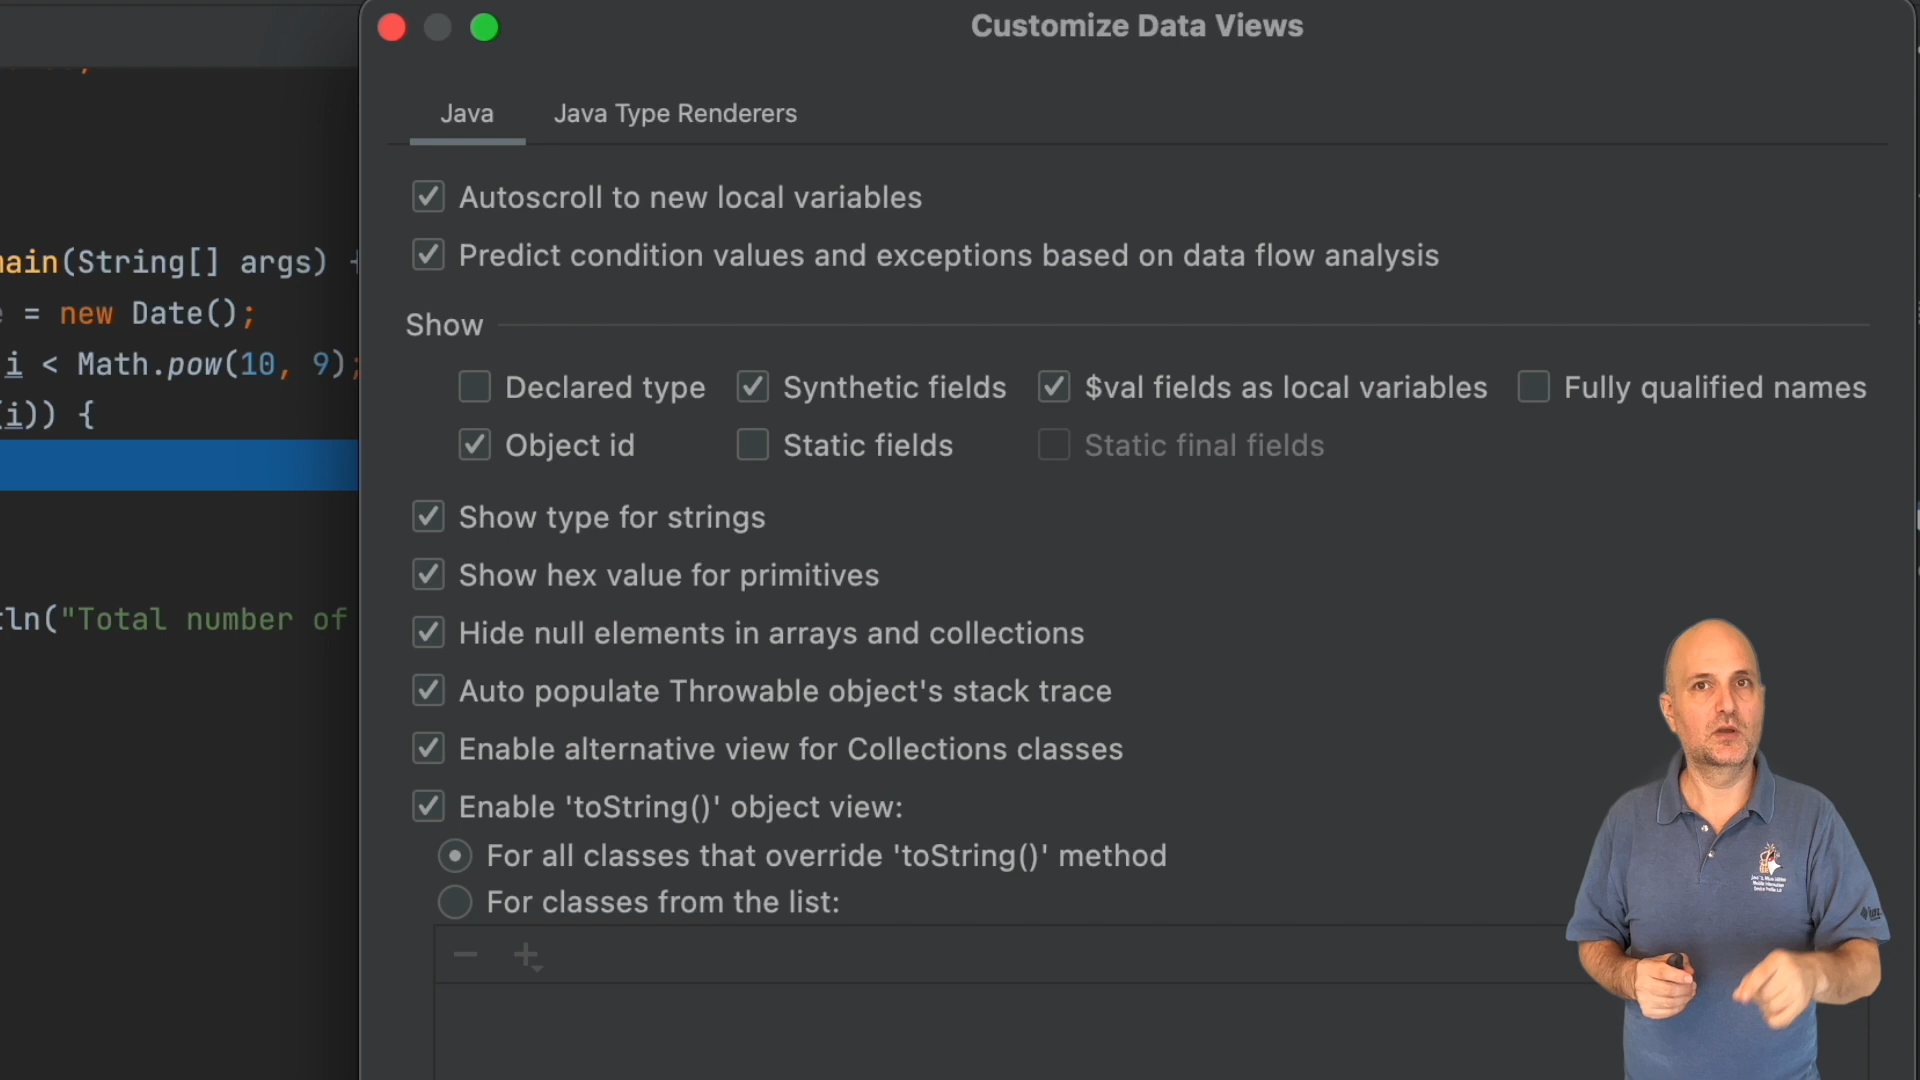 Customize Data Views
Java Java Type Renderers
Autoscroll to new local variables
Predict condition values and exceptions based on data flow analysis
Show
Declared type Synthetic fields $val fields as local variables Fully qualified names
Object id Static fields Static final fields
Show type for strings
Show hex value for primitives
Hide null elements in arrays and collections
Auto populate Throwable object's stack trace
Enable alternative view for Collections classes
Enable 'toString()' object view:
For all classes that override 'toString()' method
For classes from the list:
main(String[] args) {
= new Date();
i < Math.pow(10, 9);
(i)) {
tln("Total number of